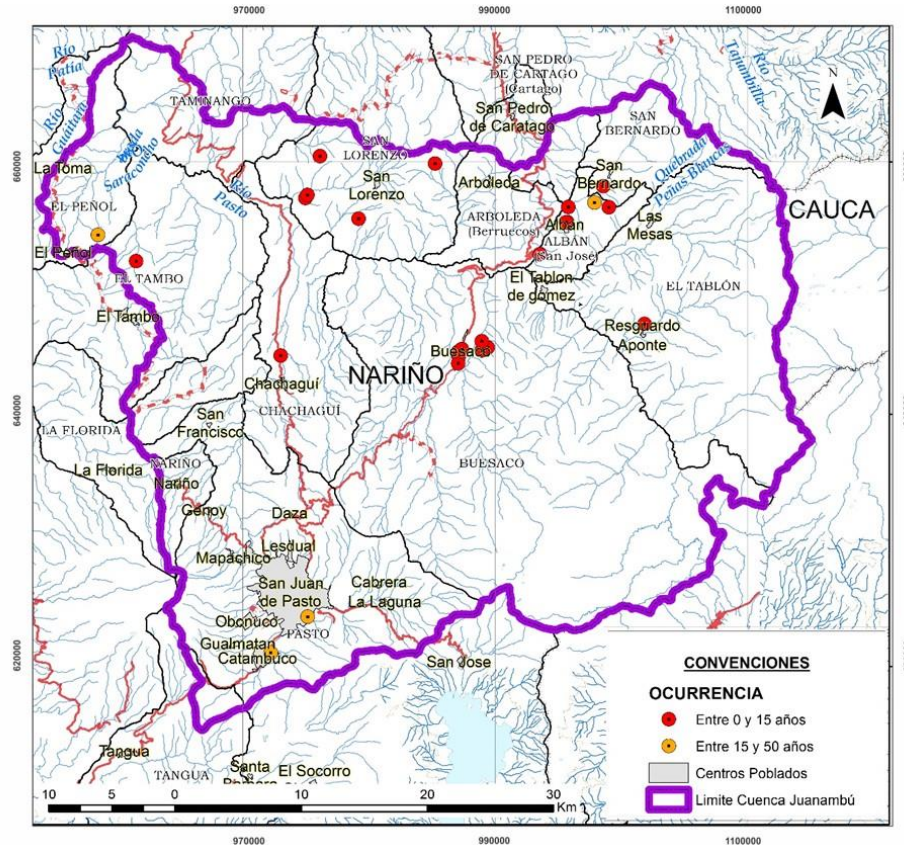 970000
990000
1100000
Río
Patía
TAMINANGO
SAN PEDRO
DE CARTAGO
(Cartago)
San Pedro
de Caratago
Río
Tajumbilla
N
SAN
BERNARDO
Río
Guáitara
Saraconcho
La Toma
SAN
LORENZO
San
Lorenzo
Arboleda
San
Bernardo
Quebrada
Peñas Blancas
660000
Río
Pasto
EL PEÑOL
El Peñol
ARBOLEDA
(Berruecos)
Albán
ALBÁN
(San José)
Las
Mesas
CAUCA
EL TAMBO
El Tambo
El Tablon
de gomez
EL TABLÓN
Resguardo
Aponte
Buesaco
NARIÑO
Chachaguí
CHACHAGUÍ
640000
LA FLORIDA
San
Francisco
BUESACO
La Florida
NARIÑO
Nariño
Genoy
Daza
Mapachico
Lesdual
San Juan
de Pasto
Cabrera
La Laguna
Obonuco
PASTO
Gualmatan
Catambuco
San Jose
620000
Tangua
TANGUA
Santa
El Socorro
10
5
0
10
20
30
Km
CONVENCIONES
OCURRENCIA
Entre 0 y 15 años
Entre 15 y 50 años
Centros Poblados
Limite Cuenca Juanambú
970000
990000
1100000